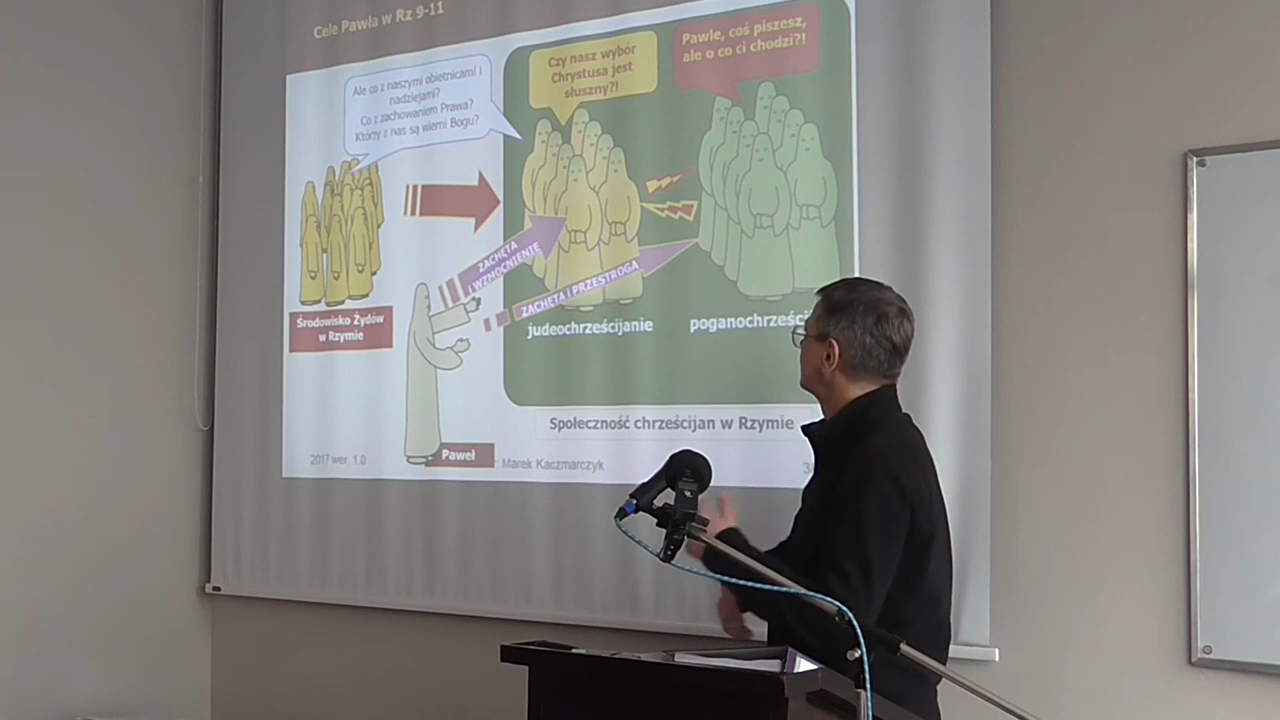 Cele Pawła w Rz 9-11
Ale co z naszymi obietnicami i
nadziejami?
Co z zachowaniem Prawa?
Którzy z nas są wierni Bogu?
Czy nasz wybór
Chrystusa jest
słuszny?!
Pawle, coś piszesz,
ale o co ci chodzi?!
ZACHĘTA
i WZMOCNIENIE
ZACHĘTA i PRZESTROGA
Środowisko Żydów
w Rzymie
judeochrześcijanie
Społeczność chrześcijan w Rzymie
Paweł
2017 wer. 1.0
Marek Kaczmarczyk